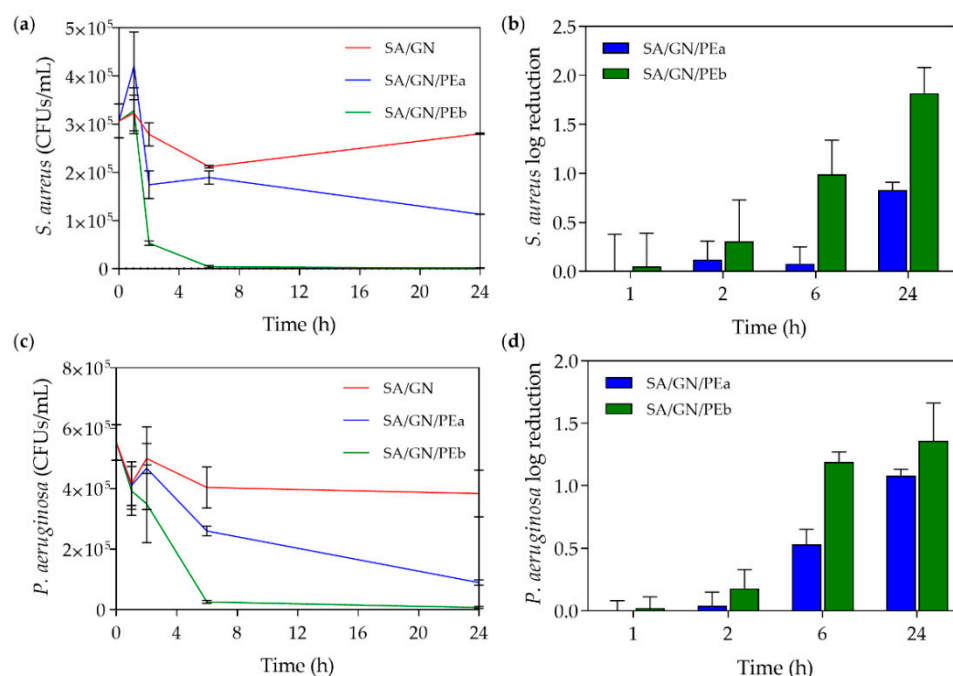 (a)
SA/GN
SA/GN/PEa
SA/GN/PEb
S. aureus (CFUs/mL)
5×10⁵
4×10⁵
3×10⁵
2×10⁵
1×10⁵
0
0 4 8 12 16 20 24
Time (h)
(b)
SA/GN/PEa
SA/GN/PEb
S. aureus log reduction
2.5
2.0
1.5
1.0
0.5
0.0
1 2 6 24
Time (h)
(c)
SA/GN
SA/GN/PEa
SA/GN/PEb
P. aeruginosa (CFUs/mL)
8×10⁵
6×10⁵
4×10⁵
2×10⁵
0
0 4 8 12 16 20 24
Time (h)
(d)
SA/GN/PEa
SA/GN/PEb
P. aeruginosa log reduction
2.0
1.5
1.0
0.5
0.0
1 2 6 24
Time (h)